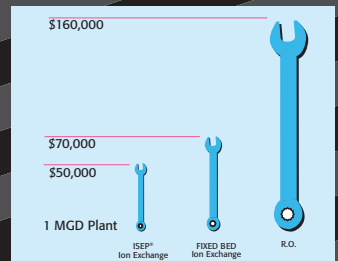 $160,000
$70,000
$50,000
1 MGD Plant
ISEP®
Ion Exchange
FIXED BED
Ion Exchange
R.O.